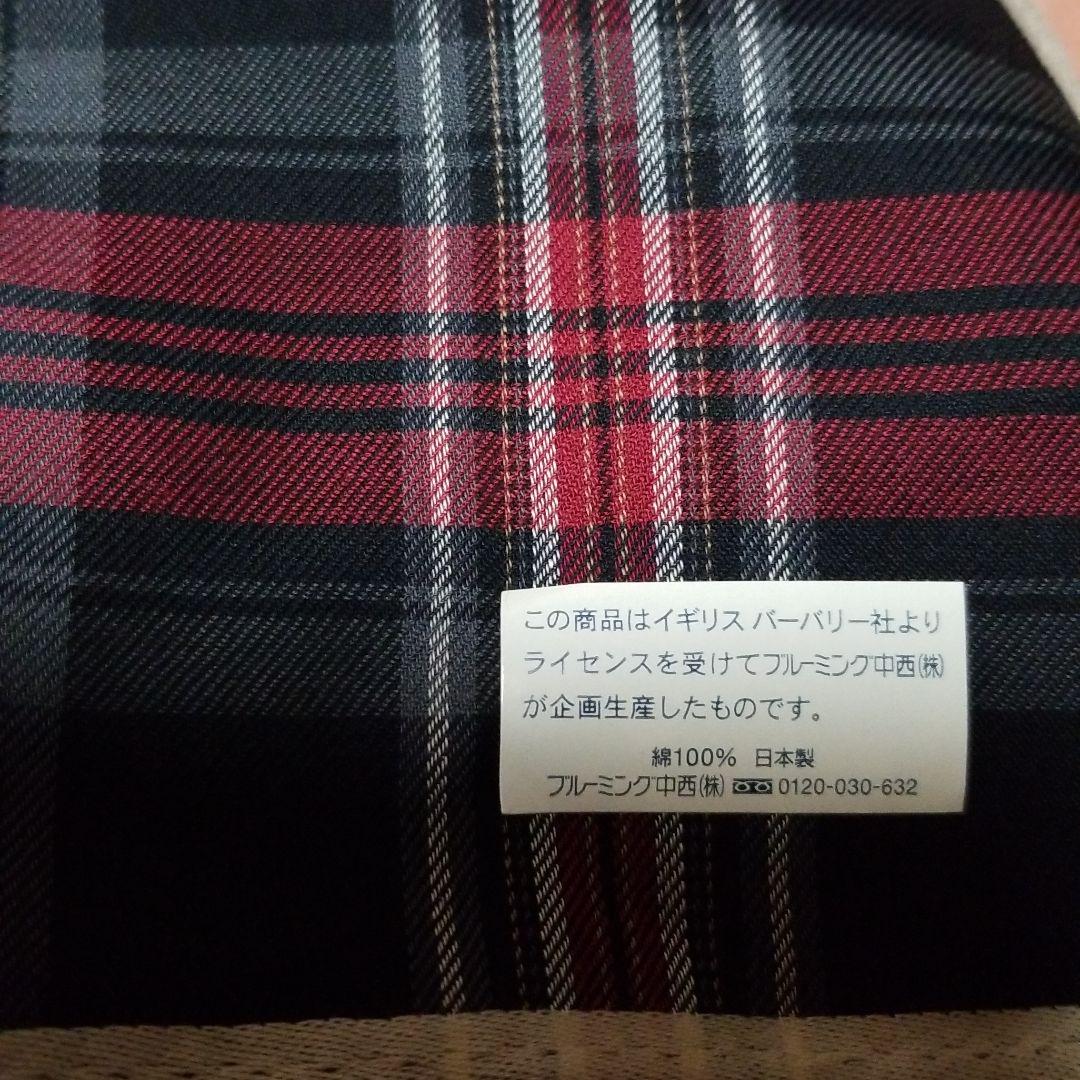 この商品はイギリス バーバリー社より
ライセンスを受けてブルーミング中西㈱
が企画生産したものです。
綿100% 日本製
ブルーミング中西㈱ 0120-030-632